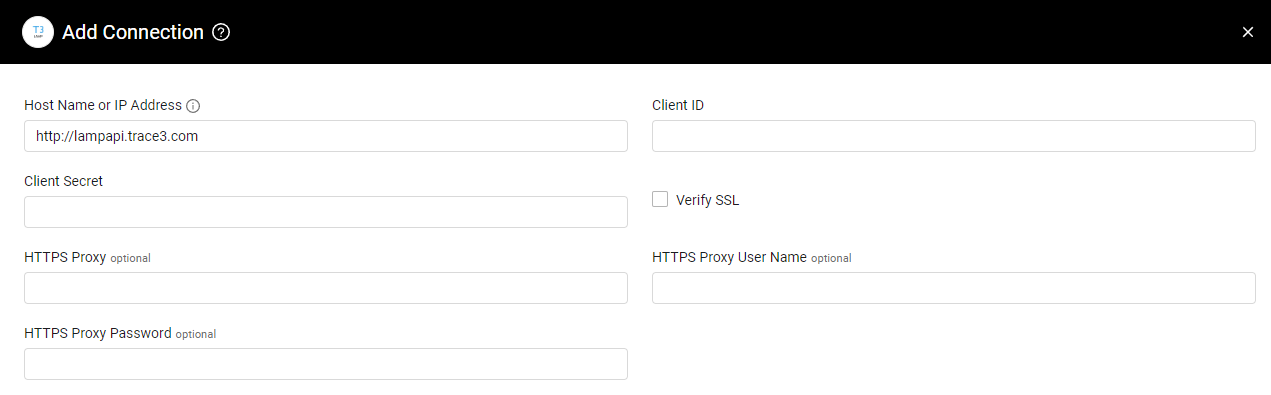 T3
LAMP
Add Connection
Host Name or IP Address
Client ID
http://lampapi.trace3.com
Client Secret
Verify SSL
HTTPS Proxy optional
HTTPS Proxy User Name optional
HTTPS Proxy Password optional